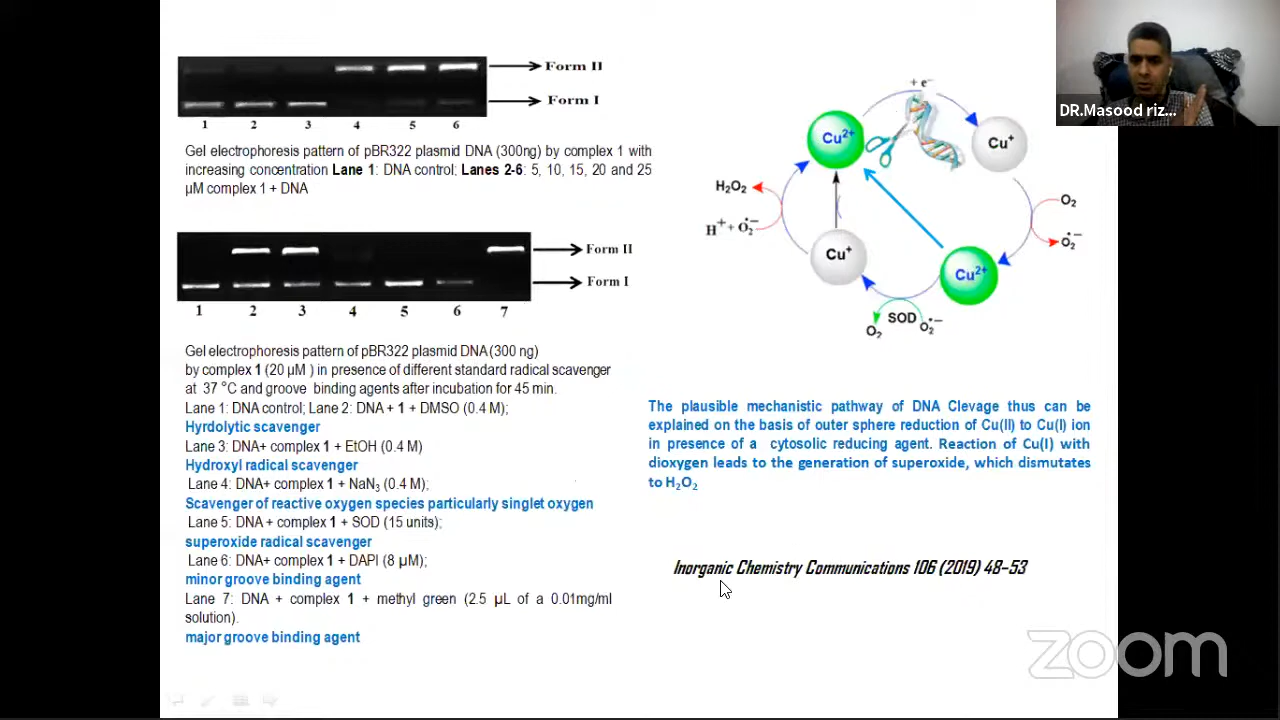 Form II
Form I
1 2 3 4 5 6
Gel electrophoresis pattern of pBR322 plasmid DNA (300ng) by complex 1 with
increasing concentration Lane 1: DNA control; Lanes 2-6: 5, 10, 15, 20 and 25
µM complex 1 + DNA
Form II
Form I
1 2 3 4 5 6 7
Gel electrophoresis pattern of pBR322 plasmid DNA (300 ng)
by complex 1 (20 µM ) in presence of different standard radical scavenger
at 37 °C and groove binding agents after incubation for 45 min.
Lane 1: DNA control; Lane 2: DNA + 1 + DMSO (0.4 M);
Hyrdolytic scavenger
Lane 3: DNA+ complex 1 + EtOH (0.4 M)
Hydroxyl radical scavenger
Lane 4: DNA+ complex 1 + NaN₃ (0.4 M);
Scavenger of reactive oxygen species particularly singlet oxygen
Lane 5: DNA + complex 1 + SOD (15 units);
superoxide radical scavenger
Lane 6: DNA+ complex 1 + DAPI (8 µM);
minor groove binding agent
Lane 7: DNA + complex 1 + methyl green (2.5 µL of a 0.01mg/ml
solution).
major groove binding agent
+ e⁻
Cu²⁺
Cu⁺
H₂O₂
O₂
H⁺ + O₂•−
O₂•−
Cu⁺
Cu²⁺
SOD
O₂
O₂•−
The plausible mechanistic pathway of DNA Clevage thus can be
explained on the basis of outer sphere reduction of Cu(II) to Cu(I) ion
in presence of a cytosolic reducing agent. Reaction of Cu(I) with
dioxygen leads to the generation of superoxide, which dismutates
to H₂O₂
Inorganic Chemistry Communications 106 (2019) 48–53
DR.Masood riz...
zoom